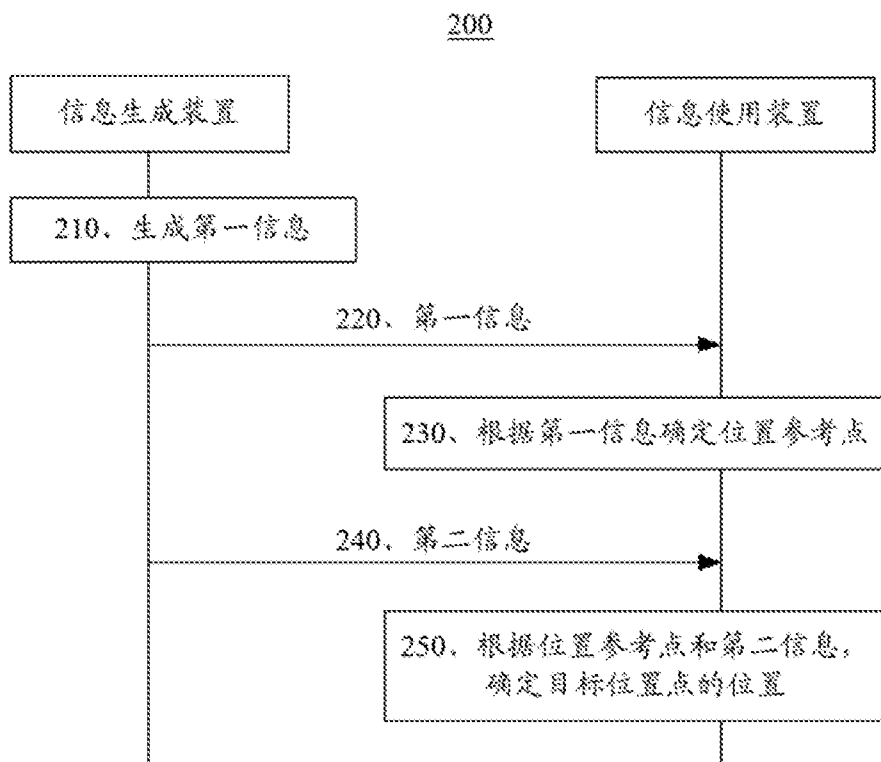 200
信息生成装置
信息使用装置
210、生成第一信息
220、第一信息
230、根据第一信息确定位置参考点
240、第二信息
250、根据位置参考点和第二信息，
确定目标位置点的位置